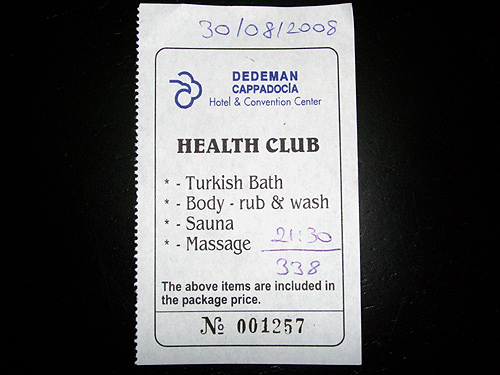 30/08/2008
DEDEMAN
CAPPADOCİA
Hotel & Convention Center
HEALTH CLUB
* - Turkish Bath
* - Body - rub & wash
* - Sauna
* - Massage 21:30
338
The above items are included in
the package price.
№ 001257